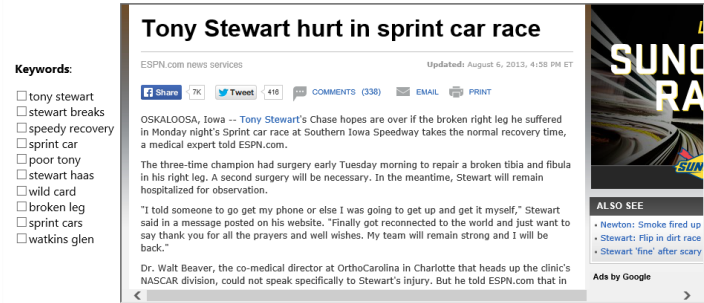 Tony Stewart hurt in sprint car race
ESPN.com news services
Updated: August 6, 2013, 4:58 PM ET
Share 7K Tweet 418 COMMENTS (338) EMAIL PRINT
Keywords:
tony stewart
stewart breaks
speedy recovery
sprint car
poor tony
stewart haas
wild card
broken leg
sprint cars
watkins glen
OSKALOOSA, Iowa -- Tony Stewart's Chase hopes are over if the broken right leg he suffered
in Monday night's Sprint car race at Southern Iowa Speedway takes the normal recovery time,
a medical expert told ESPN.com.
The three-time champion had surgery early Tuesday morning to repair a broken tibia and fibula
in his right leg. A second surgery will be necessary. In the meantime, Stewart will remain
hospitalized for observation.
"I told someone to go get my phone or else I was going to get up and get it myself," Stewart
said in a message posted on his website. "Finally got reconnected to the world and just want to
say thank you for all the prayers and well wishes. My team will remain strong and I will be
back."
Dr. Walt Beaver, the co-medical director at OrthoCarolina in Charlotte that heads up the clinic's
NASCAR division, could not speak specifically to Stewart's injury. But he told ESPN.com that in
SUNO
RA
SUN
ALSO SEE
• Newton: Smoke fired up
• Stewart: Flip in dirt race
• Stewart 'fine' after scary
Ads by Google